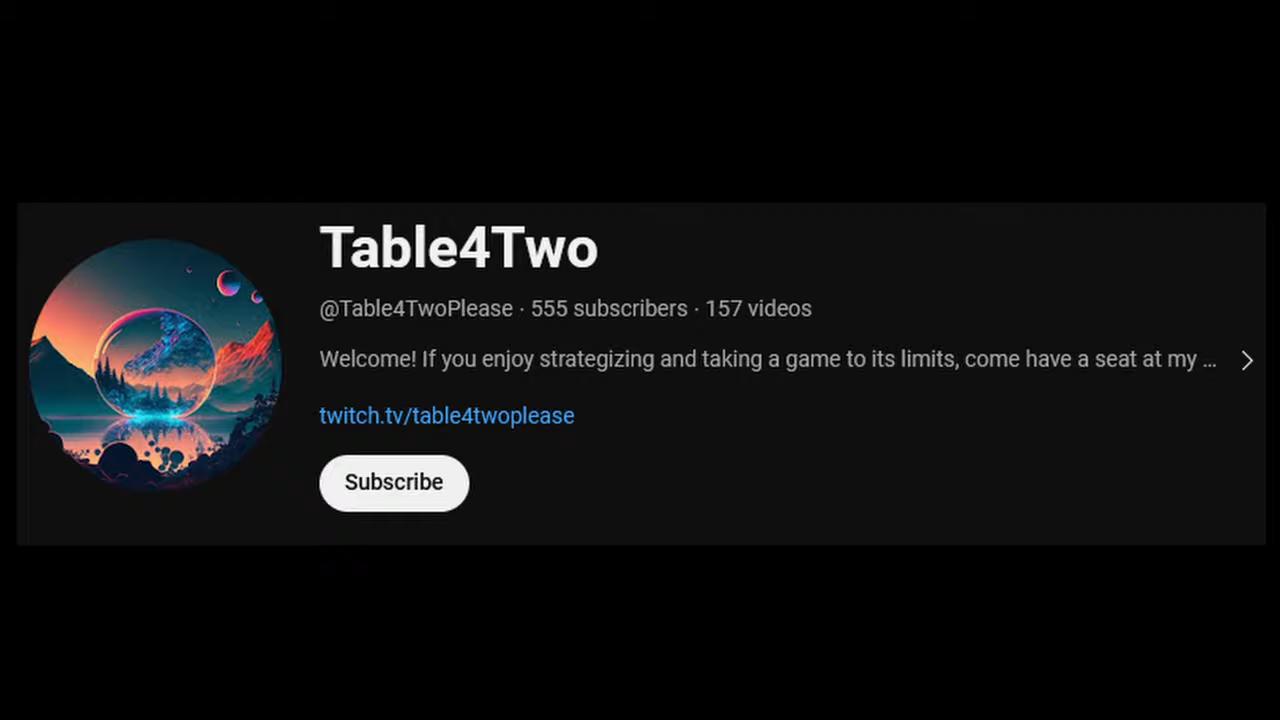 Table4Two
@Table4TwoPlease · 555 subscribers · 157 videos
Welcome! If you enjoy strategizing and taking a game to its limits, come have a seat at my ...
twitch.tv/table4twoplease
Subscribe